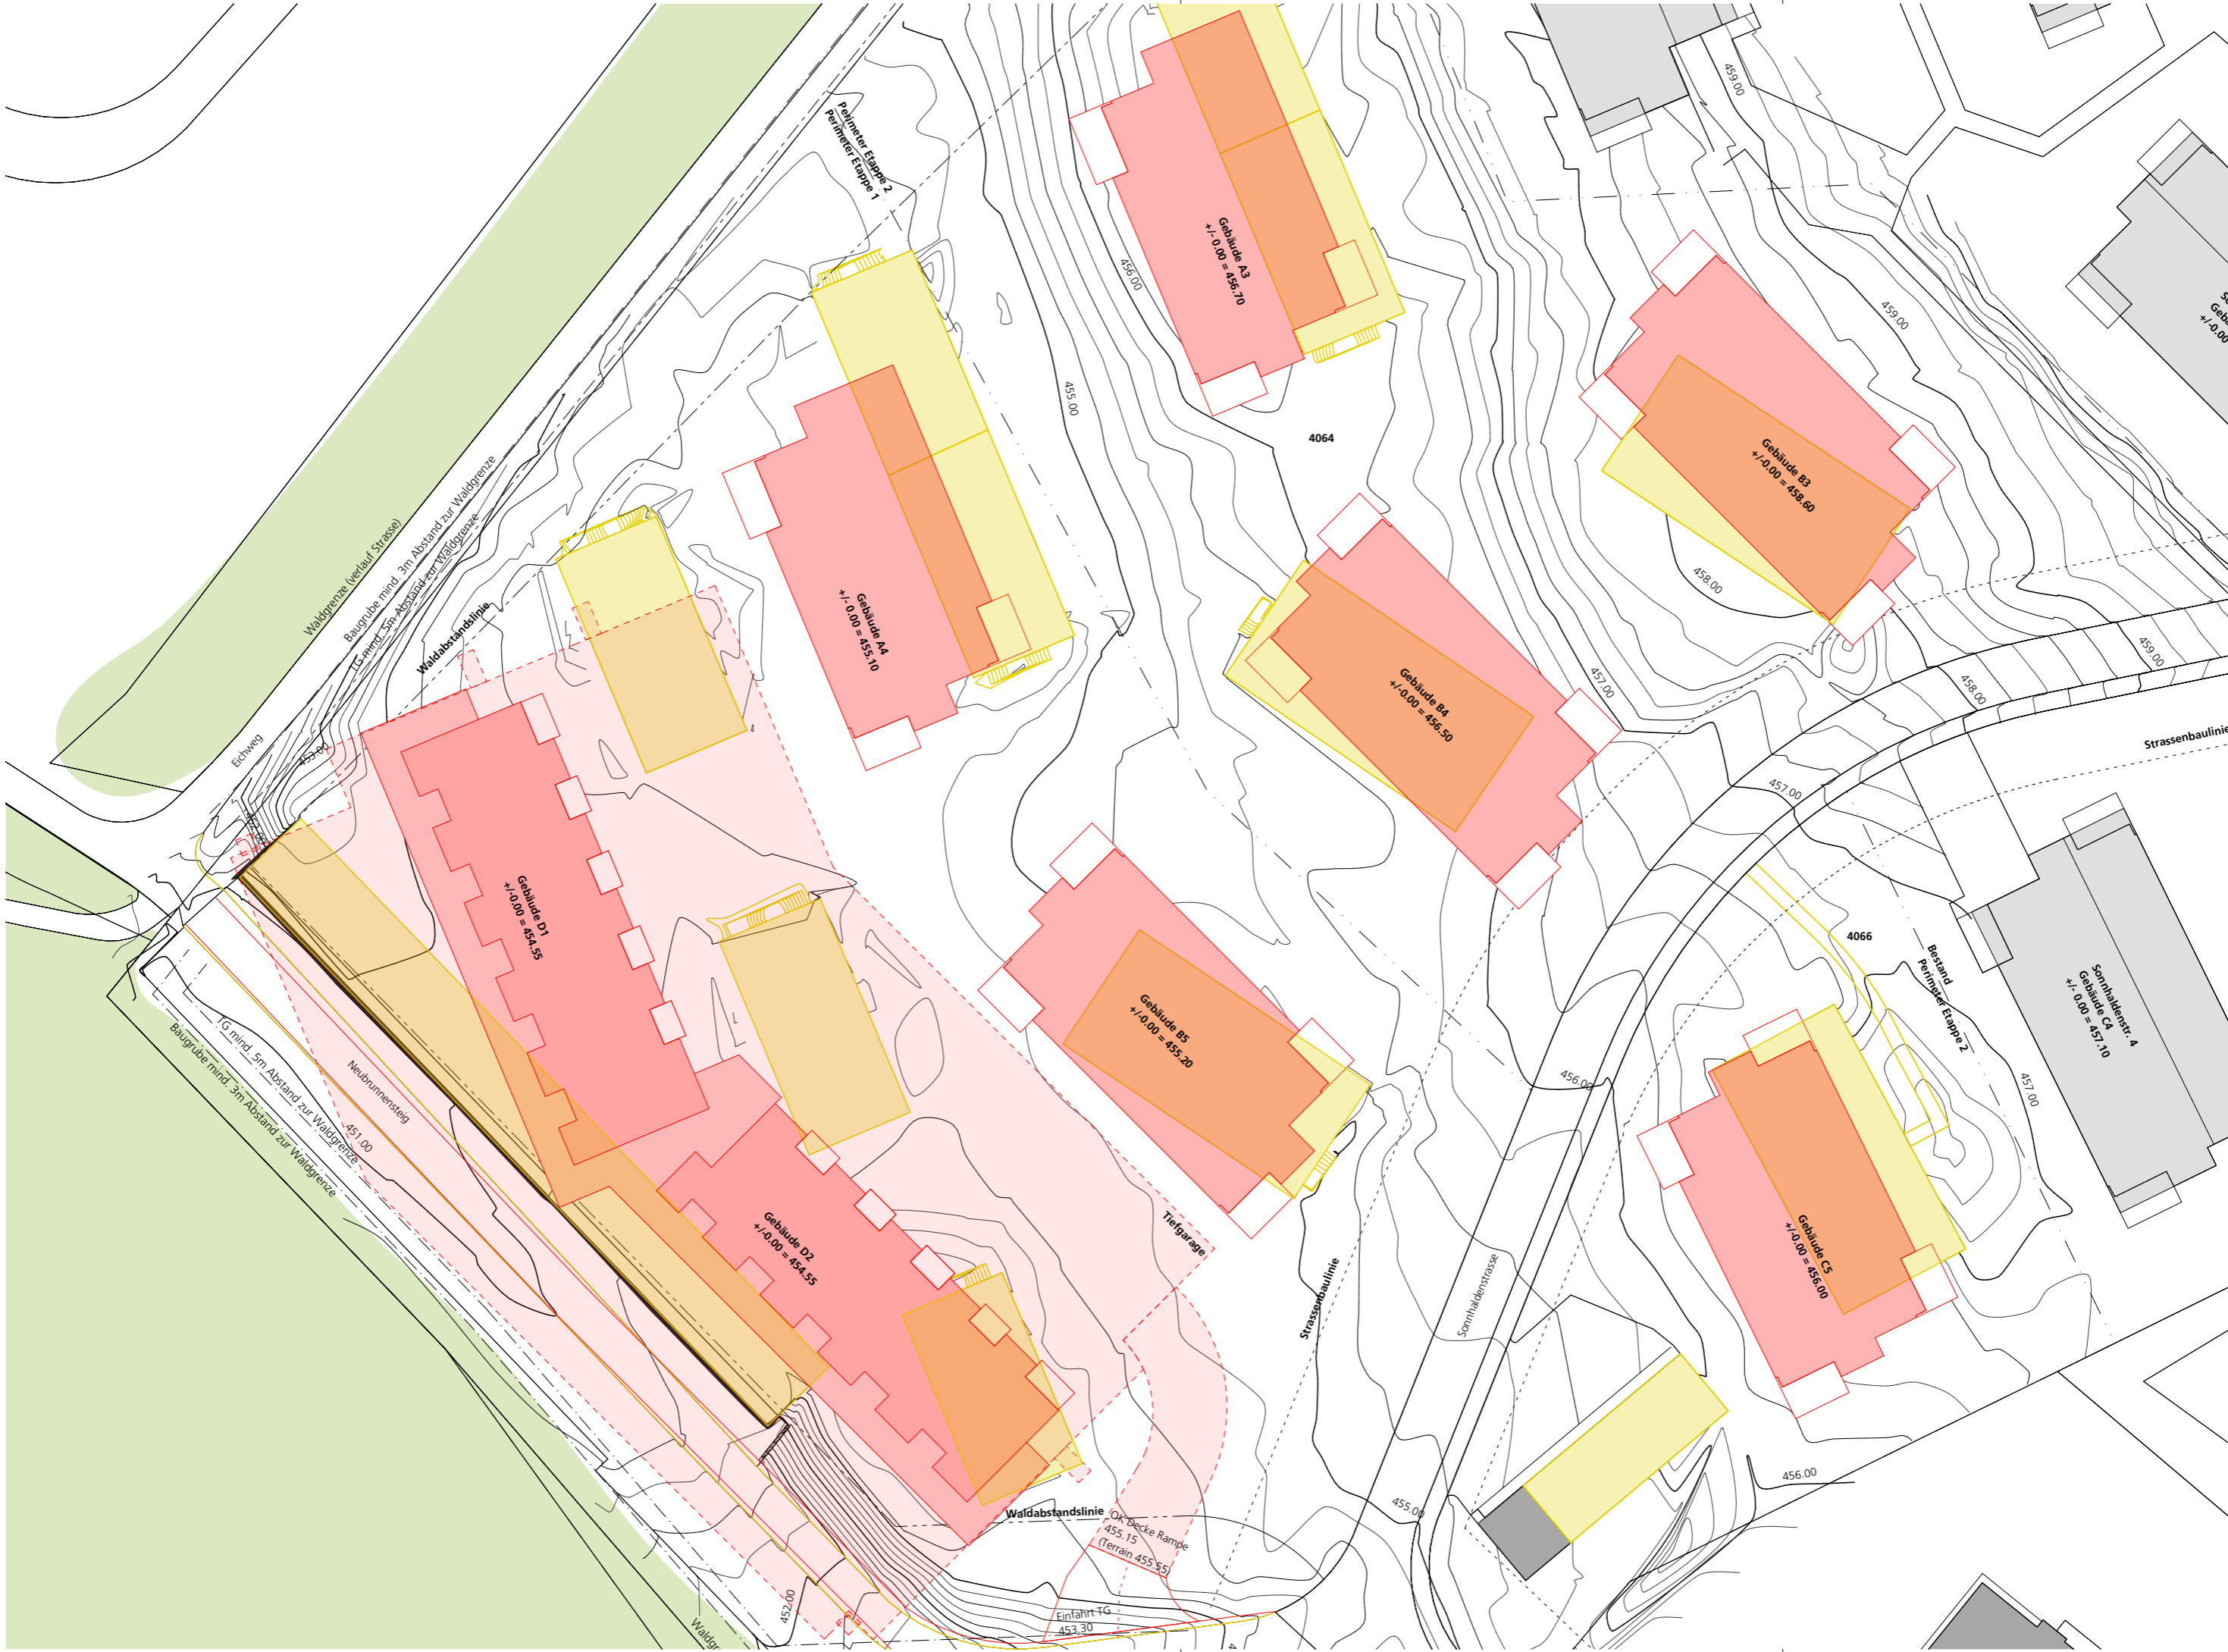 459.00
Perimeter Etappe 2
Perimeter Etappe 1
Gebäude A3
+/- 0.00 = 456.70
456.00
459.00
455.00
4064
Gebäude B3
+/-0.00 = 458.60
458.00
Waldgrenze (verlauf Strasse)
Baugrube mind. 3m Abstand zur Waldgrenze
TG mind. 5m Abstand zur Waldgrenze
Waldabstandslinie
Gebäude A4
+/- 0.00 = 455.10
Gebäude B4
+/-0.00 = 456.50
457.00
458.00
459.00
Strassenbaulinie
457.00
Eichweg
453.00
452.00
Gebäude D1
+/-0.00 = 454.55
4066
Bestand
Perimeter Etappe 2
Sonnhaldenstr. 4
Gebäude C4
+/- 0.00 = 457.10
Gebäude B5
+/-0.00 = 455.20
456.00
457.00
Neubrunnensteig
TG mind. 5m Abstand zur Waldgrenze
Baugrube mind. 3m Abstand zur Waldgrenze
451.00
Gebäude D2
+/-0.00 = 454.55
Tiefgarage
Strassenbaulinie
Sonnhaldenstrasse
Gebäude C5
+/-0.00 = 456.00
456.00
455.00
Waldabstandslinie
OK Decke Rampe
455.15
(Terrain 455.55)
452.00
Einfahrt TG
453.30